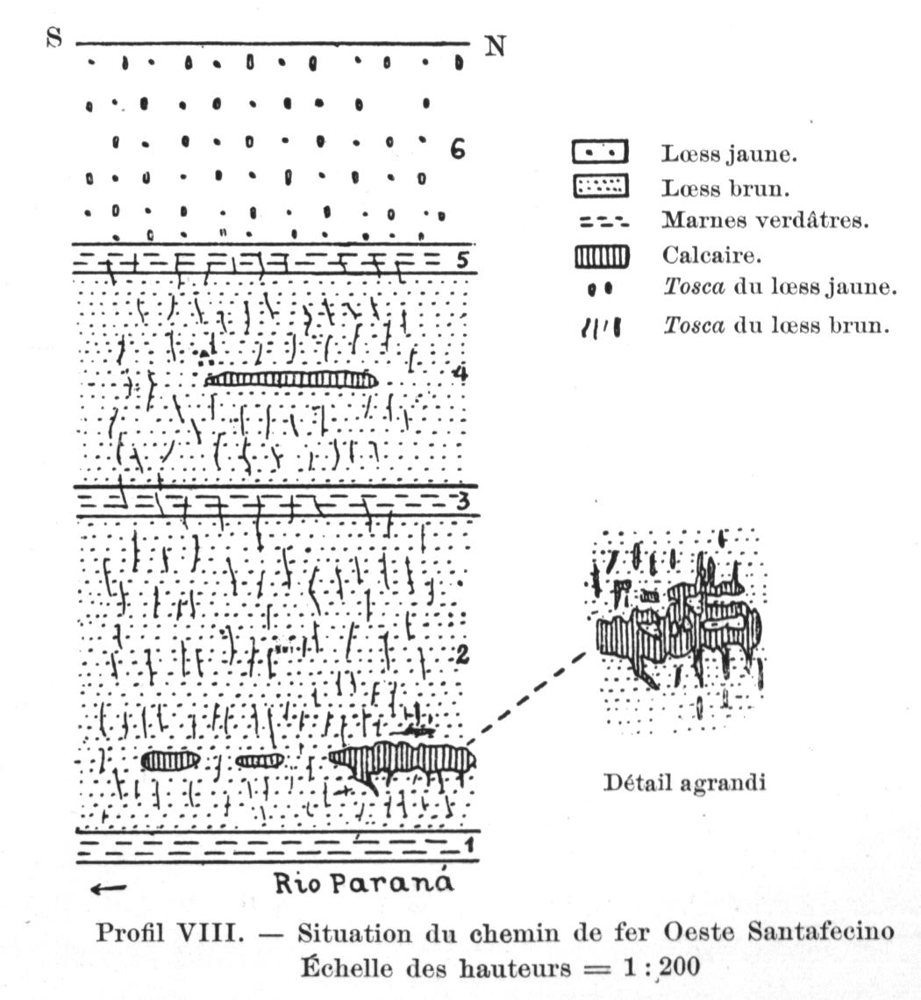 S N
6
5
4
3
2
1
Lœss jaune.
Lœss brun.
Marnes verdâtres.
Calcaire.
Tosca du lœss jaune.
Tosca du lœss brun.
Détail agrandi
Rio Paraná
Profil VIII. — Situation du chemin de fer Oeste Santafecino
Échelle des hauteurs = 1 : 200